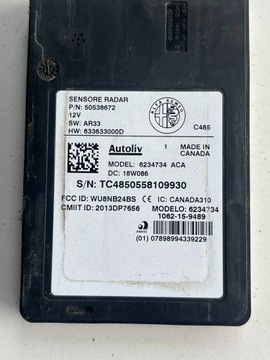 SENSORE RADAR
P/N: 50538672
12V
SW: AR33
HW: 633633000D
C485
Autoliv 1 MADE IN CANADA
MODEL: 6234734 ACA
DC: 18W086
S/N: TC4850558109930
FCC ID: WU8NB24BS CE IC: CANADA310
CMIIT ID: 2013DP7656 MODELO: 6234734
1062-15-9489
(01) 07898994339229